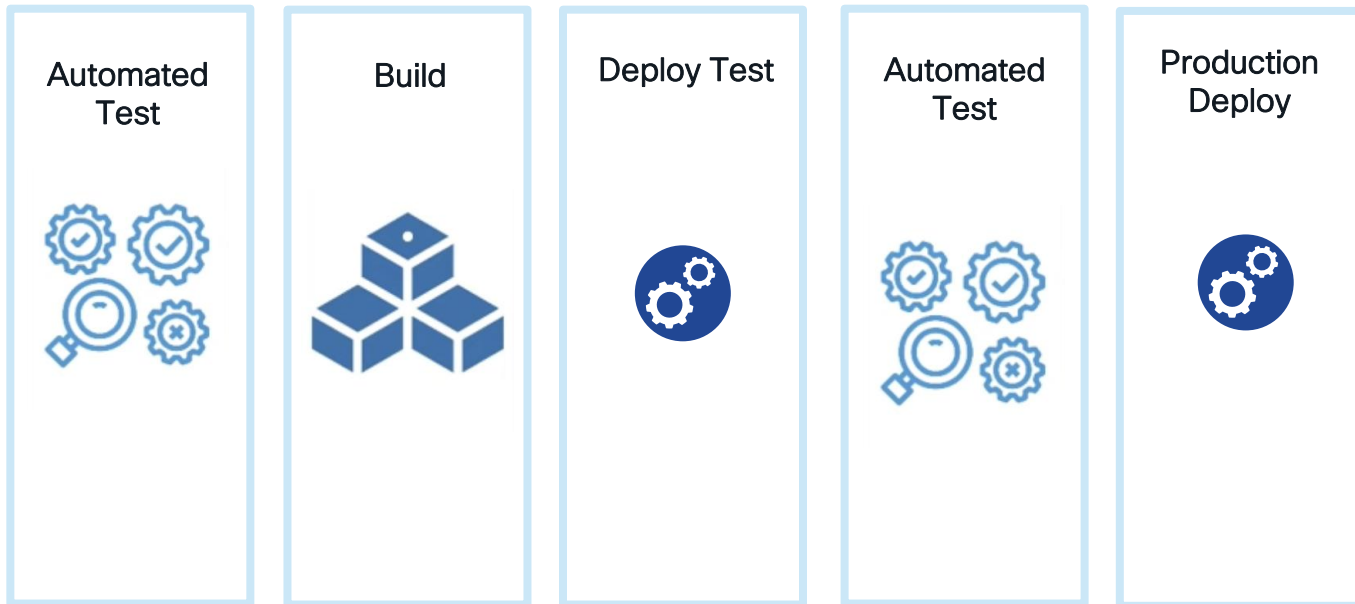 Automated
Test
Build
Deploy Test
Automated
Test
Production
Deploy